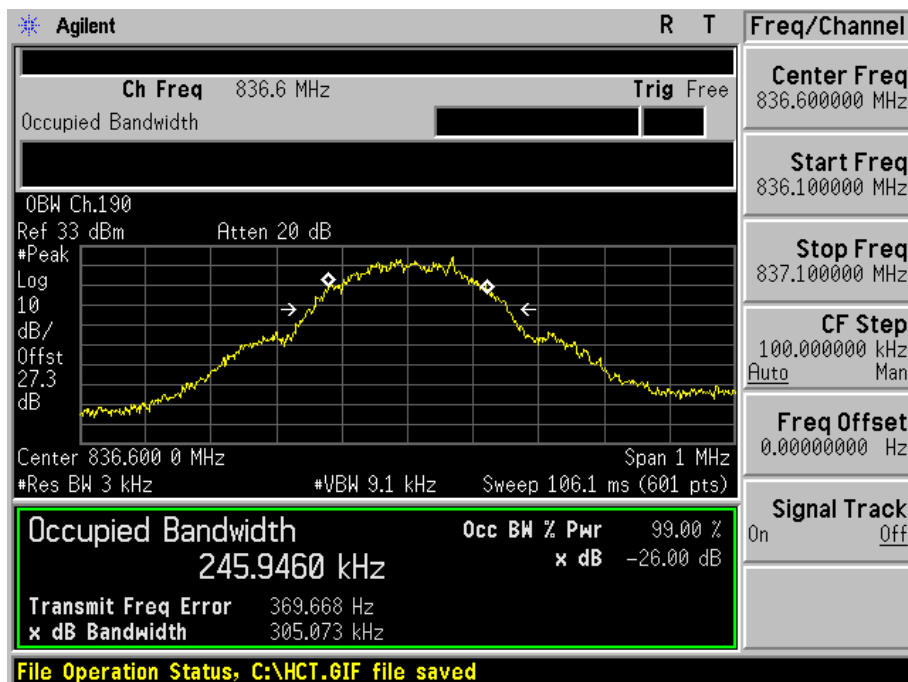 Agilent R T Freq/Channel
Ch Freq 836.6 MHz Trig Free
Occupied Bandwidth
Center Freq
836.600000 MHz
Start Freq
836.100000 MHz
Stop Freq
837.100000 MHz
CF Step
100.000000 kHz
Auto Man
Freq Offset
0.00000000 Hz
Signal Track
On Off
OBW Ch.190
Ref 33 dBm Atten 20 dB
#Peak
Log
10
dB/
Offst
27.3
dB
Center 836.600 0 MHz Span 1 MHz
#Res BW 3 kHz #VBW 9.1 kHz Sweep 106.1 ms (601 pts)
Occupied Bandwidth Occ BW % Pwr 99.00 %
245.9460 kHz x dB -26.00 dB
Transmit Freq Error 369.668 Hz
x dB Bandwidth 305.073 kHz
File Operation Status, C:\HCT.GIF file saved